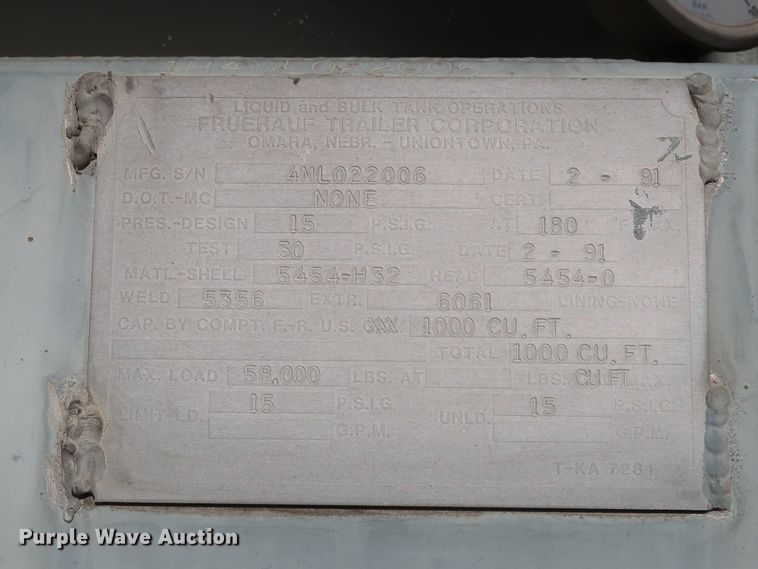 BAR
LIQUID and BULK TANK OPERATIONS
FRUEHAUF TRAILER CORPORATION
OMAHA, NEBR. - UNIONTOWN, PA.
MFG. S/N 4ML022006 DATE 2 - 91
D.O.T.-MC NONE CERT.
PRES.-DESIGN 15 P.S.I.G. AT 180 °F MAX.
TEST 30 P.S.I.G. DATE 2 - 91
MATL.-SHELL 5454-H32 HEAD 5454-0
WELD 5356 EXTR. 6061 LINING-NONE
CAP. BY COMPT. F.-R. U.S. 1000 CU.FT.
TOTAL 1000 CU.FT.
MAX. LOAD 58,000 LBS. AT LBS./ CU.FT. MAX.
LIMIT-LD. 15 P.S.I.G. UNLD. 15 P.S.I.G.
G.P.M. G.P.M.
T-KA 7281
Purple Wave Auction